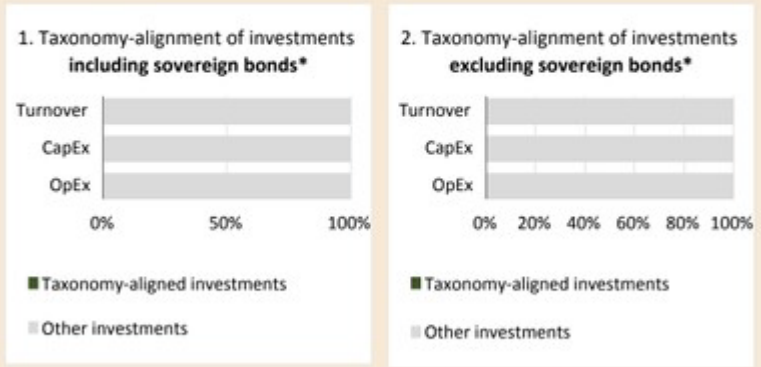 1. Taxonomy-alignment of investments
including sovereign bonds*
Turnover
CapEx
OpEx
0% 50% 100%
Taxonomy-aligned investments
Other investments
2. Taxonomy-alignment of investments
excluding sovereign bonds*
Turnover
CapEx
OpEx
0% 20% 40% 60% 80% 100%
Taxonomy-aligned investments
Other investments